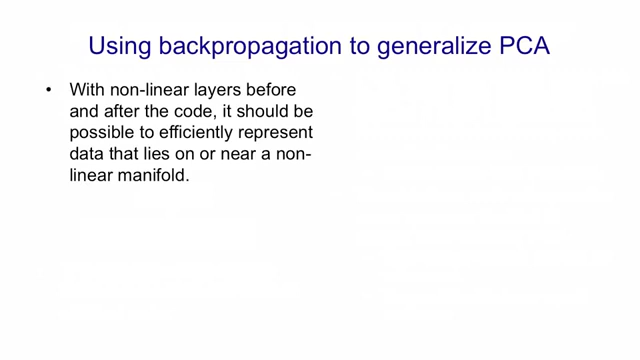 Using backpropagation to generalize PCA
• With non-linear layers before
and after the code, it should be
possible to efficiently represent
data that lies on or near a non-
linear manifold.